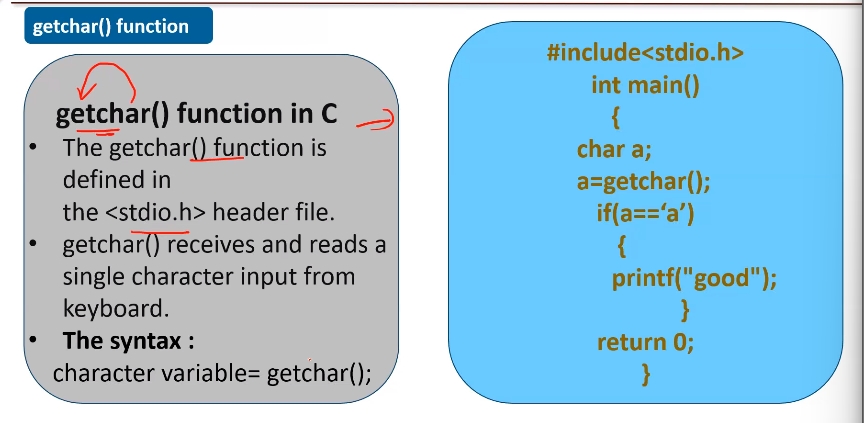 getchar() function
getchar() function in C
• The getchar() function is
defined in
the <stdio.h> header file.
• getchar() receives and reads a
single character input from
keyboard.
• The syntax :
character variable= getchar();
#include<stdio.h>
int main()
{
char a;
a=getchar();
if(a==‘a’)
{
printf("good");
}
return 0;
}